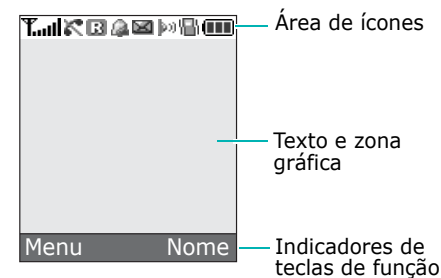 Área de ícones
Texto e zona
gráfica
Menu Nome
Indicadores de
teclas de função